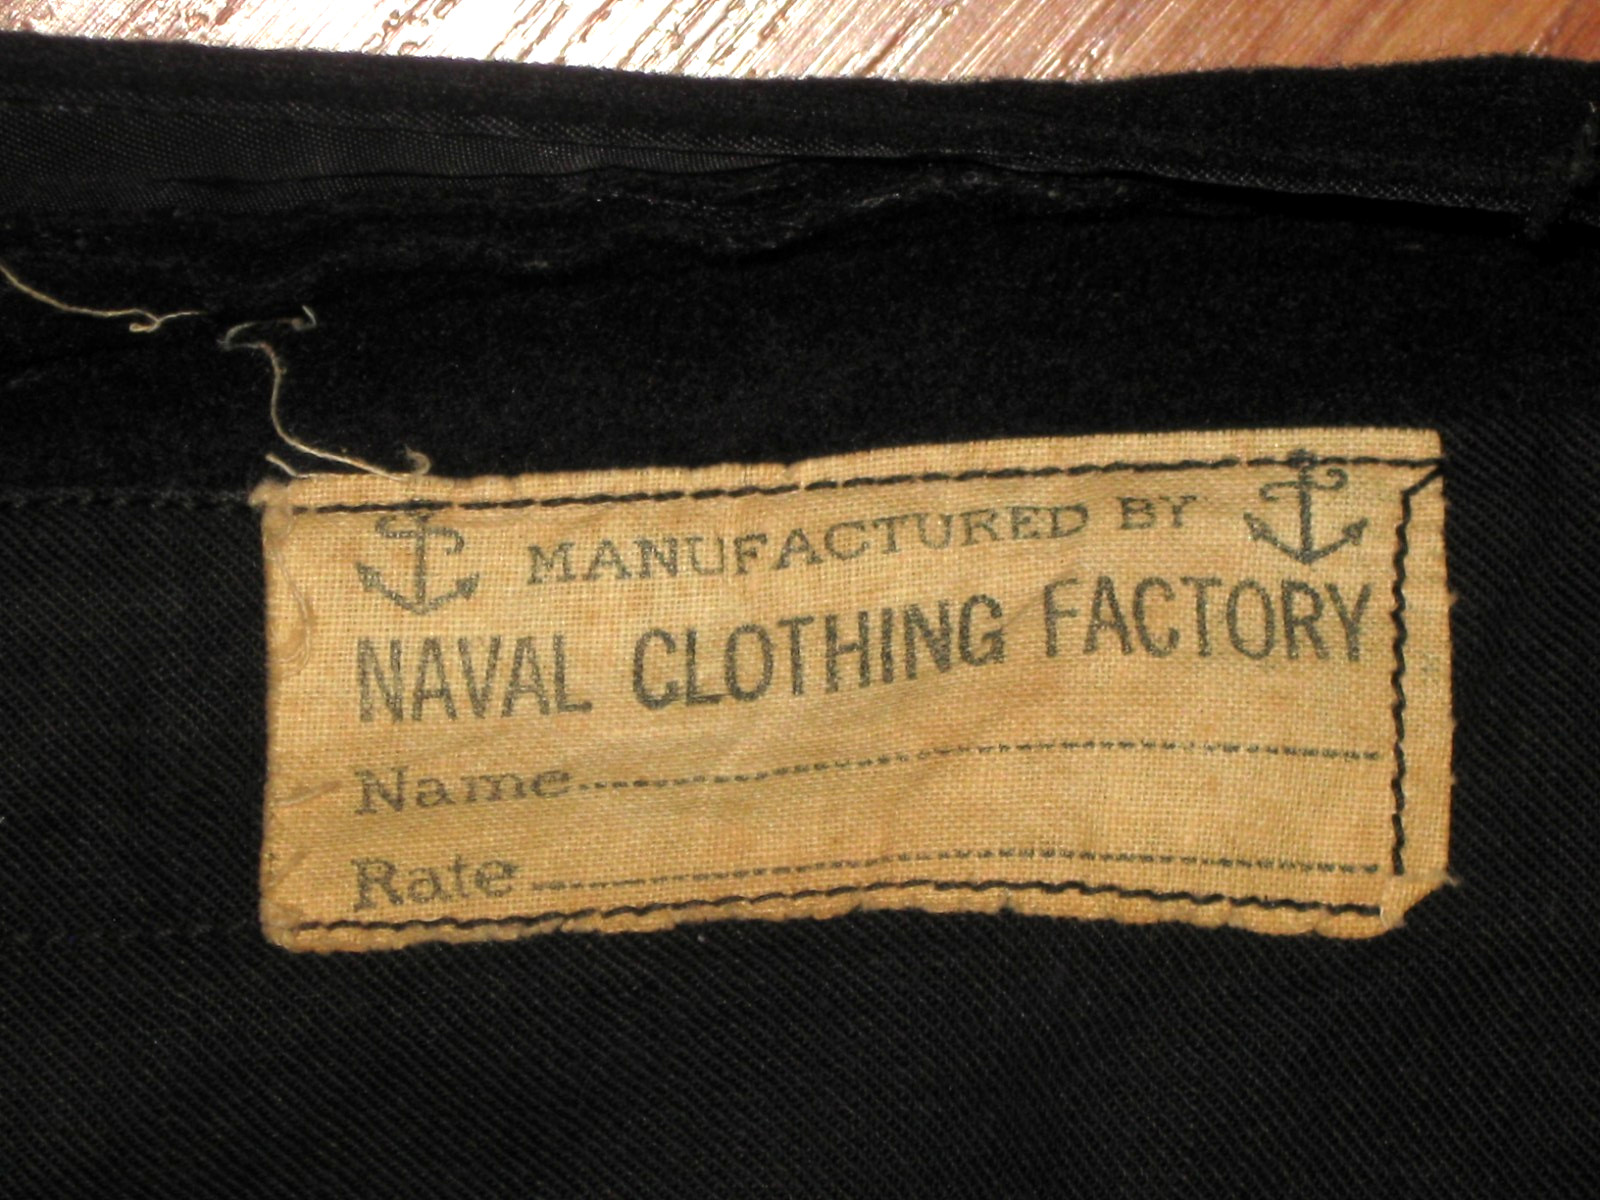 MANUFACTURED BY
NAVAL CLOTHING FACTORY
Name
Rate